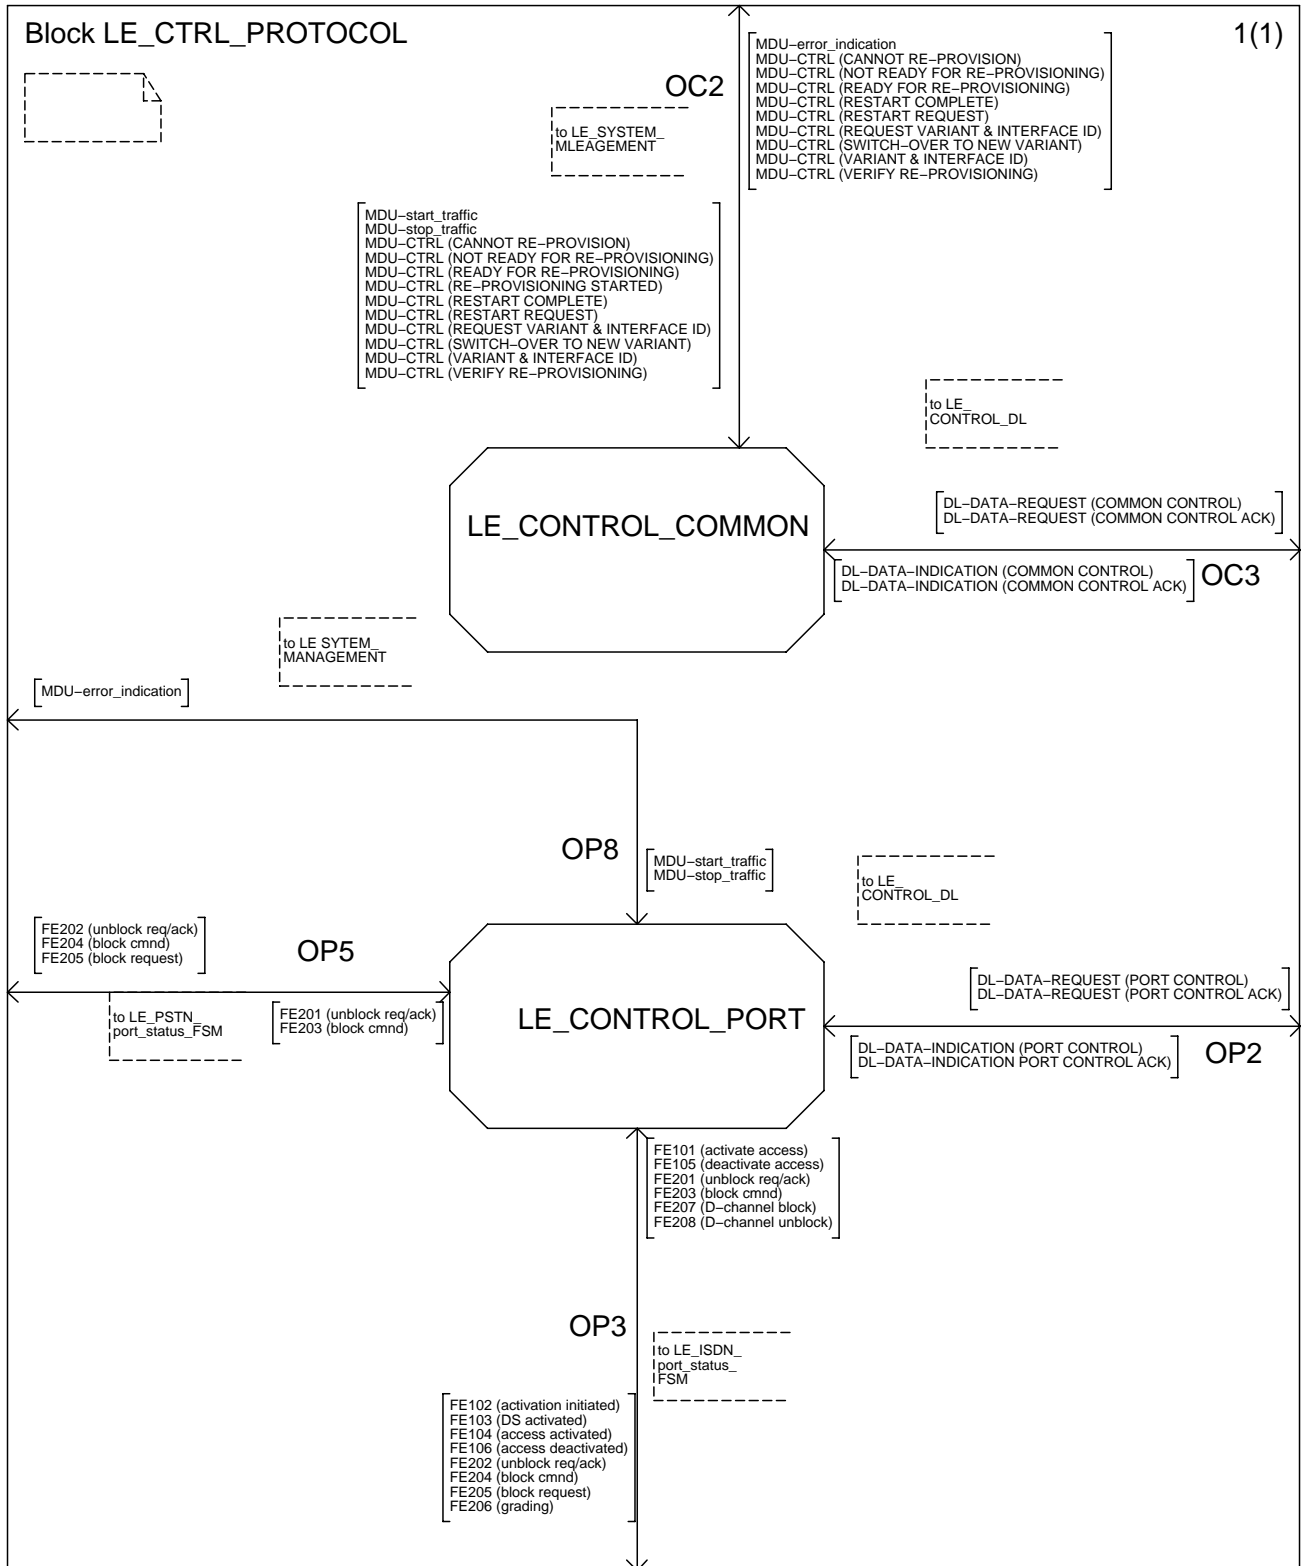 Block LE_CTRL_PROTOCOL
1(1)
OC2
MDU−error_indication
MDU−CTRL (CANNOT RE−PROVISION)
MDU−CTRL (NOT READY FOR RE−PROVISIONING)
MDU−CTRL (READY FOR RE−PROVISIONING)
MDU−CTRL (RESTART COMPLETE)
MDU−CTRL (RESTART REQUEST)
MDU−CTRL (REQUEST VARIANT & INTERFACE ID)
MDU−CTRL (SWITCH−OVER TO NEW VARIANT)
MDU−CTRL (VARIANT & INTERFACE ID)
MDU−CTRL (VERIFY RE−PROVISIONING)
to LE_SYSTEM_
MLEAGEMENT
MDU−start_traffic
MDU−stop_traffic
MDU−CTRL (CANNOT RE−PROVISION)
MDU−CTRL (NOT READY FOR RE−PROVISIONING)
MDU−CTRL (READY FOR RE−PROVISIONING)
MDU−CTRL (RE−PROVISIONING STARTED)
MDU−CTRL (RESTART COMPLETE)
MDU−CTRL (RESTART REQUEST)
MDU−CTRL (REQUEST VARIANT & INTERFACE ID)
MDU−CTRL (SWITCH−OVER TO NEW VARIANT)
MDU−CTRL (VARIANT & INTERFACE ID)
MDU−CTRL (VERIFY RE−PROVISIONING)
to LE_
CONTROL_DL
LE_CONTROL_COMMON
DL−DATA−REQUEST (COMMON CONTROL)
DL−DATA−REQUEST (COMMON CONTROL ACK)
DL−DATA−INDICATION (COMMON CONTROL)
DL−DATA−INDICATION (COMMON CONTROL ACK)
OC3
to LE SYTEM_
MANAGEMENT
MDU−error_indication
OP8
MDU−start_traffic
MDU−stop_traffic
to LE_
CONTROL_DL
FE202 (unblock req/ack)
FE204 (block cmnd)
FE205 (block request)
OP5
to LE_PSTN_
port_status_FSM
FE201 (unblock req/ack)
FE203 (block cmnd)
LE_CONTROL_PORT
DL−DATA−REQUEST (PORT CONTROL)
DL−DATA−REQUEST (PORT CONTROL ACK)
DL−DATA−INDICATION (PORT CONTROL)
DL−DATA−INDICATION PORT CONTROL ACK)
OP2
FE101 (activate access)
FE105 (deactivate access)
FE201 (unblock req/ack)
FE203 (block cmnd)
FE207 (D−channel block)
FE208 (D−channel unblock)
OP3
to LE_ISDN_
port_status_
FSM
FE102 (activation initiated)
FE103 (DS activated)
FE104 (access activated)
FE106 (access deactivated)
FE202 (unblock req/ack)
FE204 (block cmnd)
FE205 (block request)
FE206 (grading)